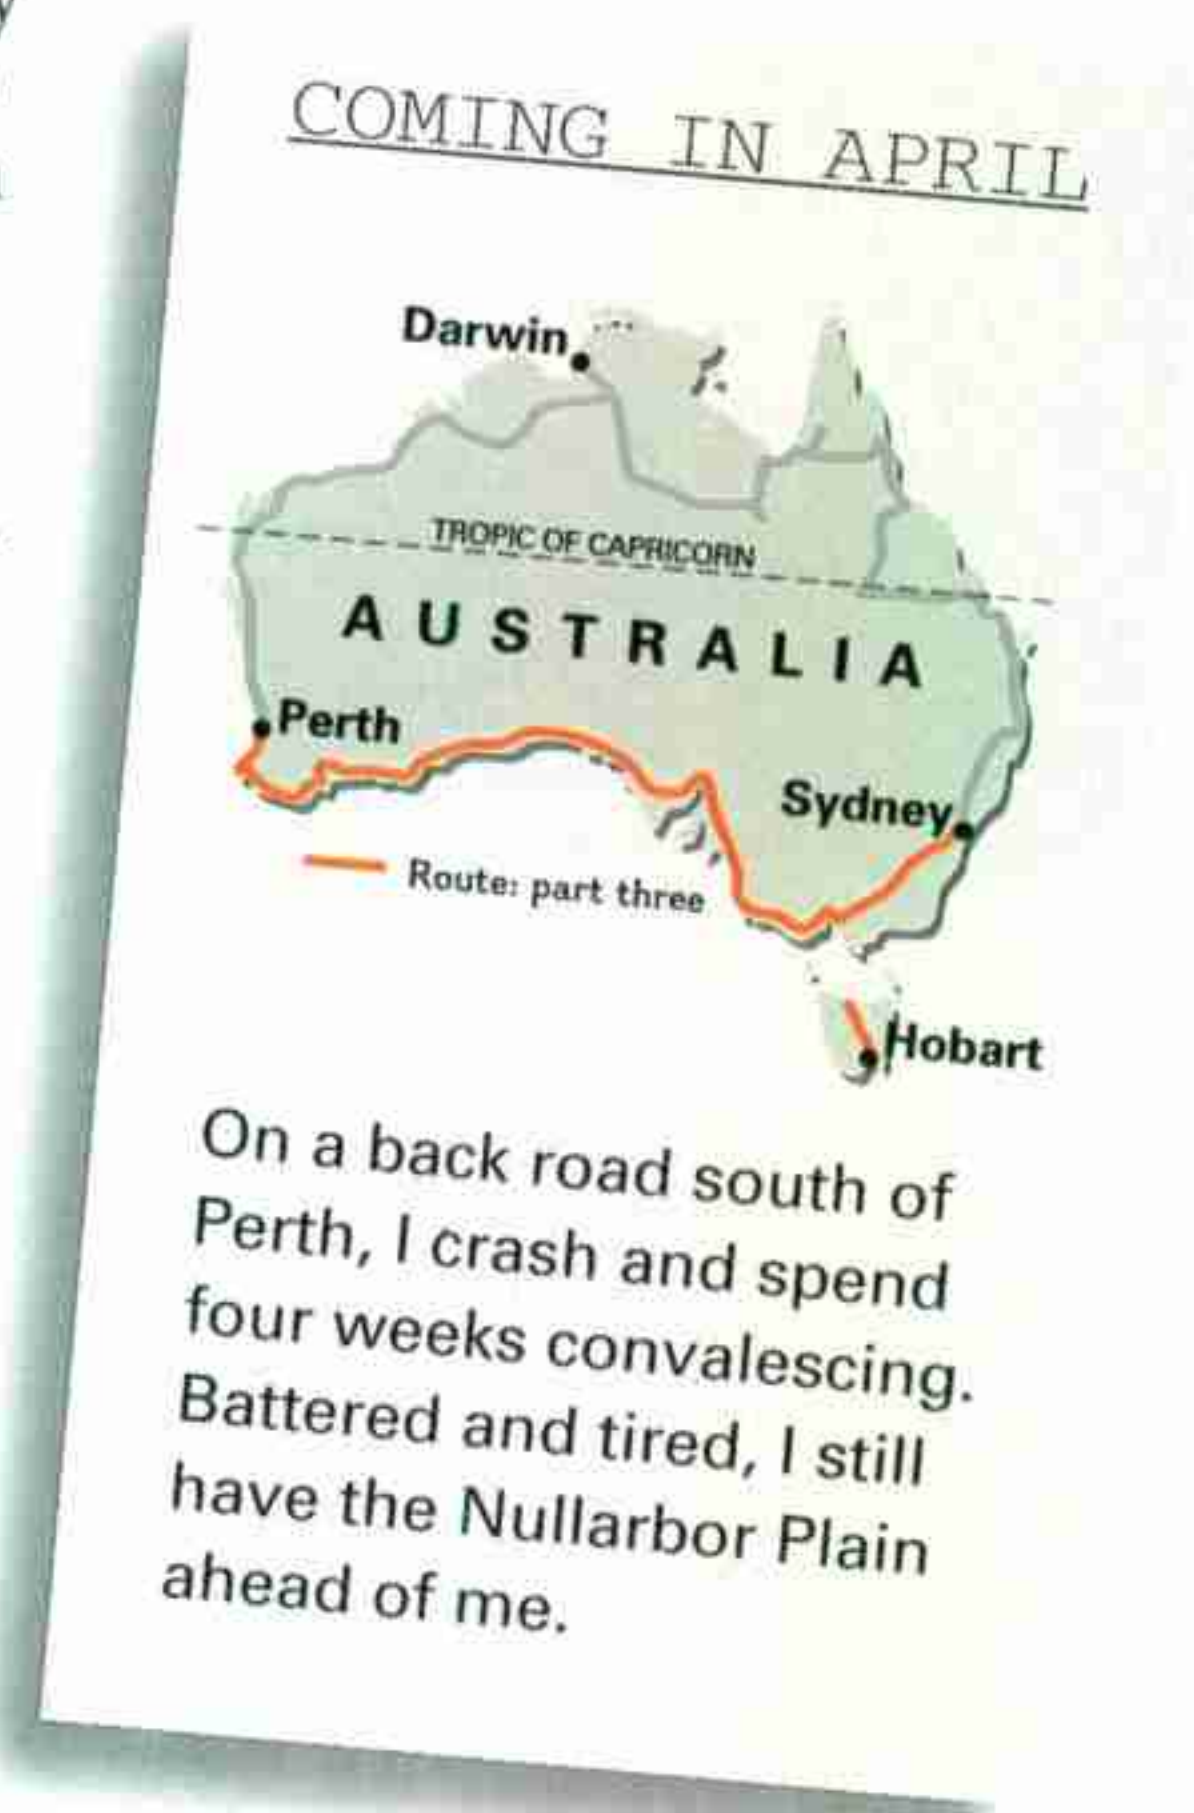 COMING IN APRIL
Darwin
TROPIC OF CAPRICORN
AUSTRALIA
Perth
Sydney
Route: part three
Hobart
On a back road south of
Perth, I crash and spend
four weeks convalescing.
Battered and tired, I still
have the Nullarbor Plain
ahead of me.